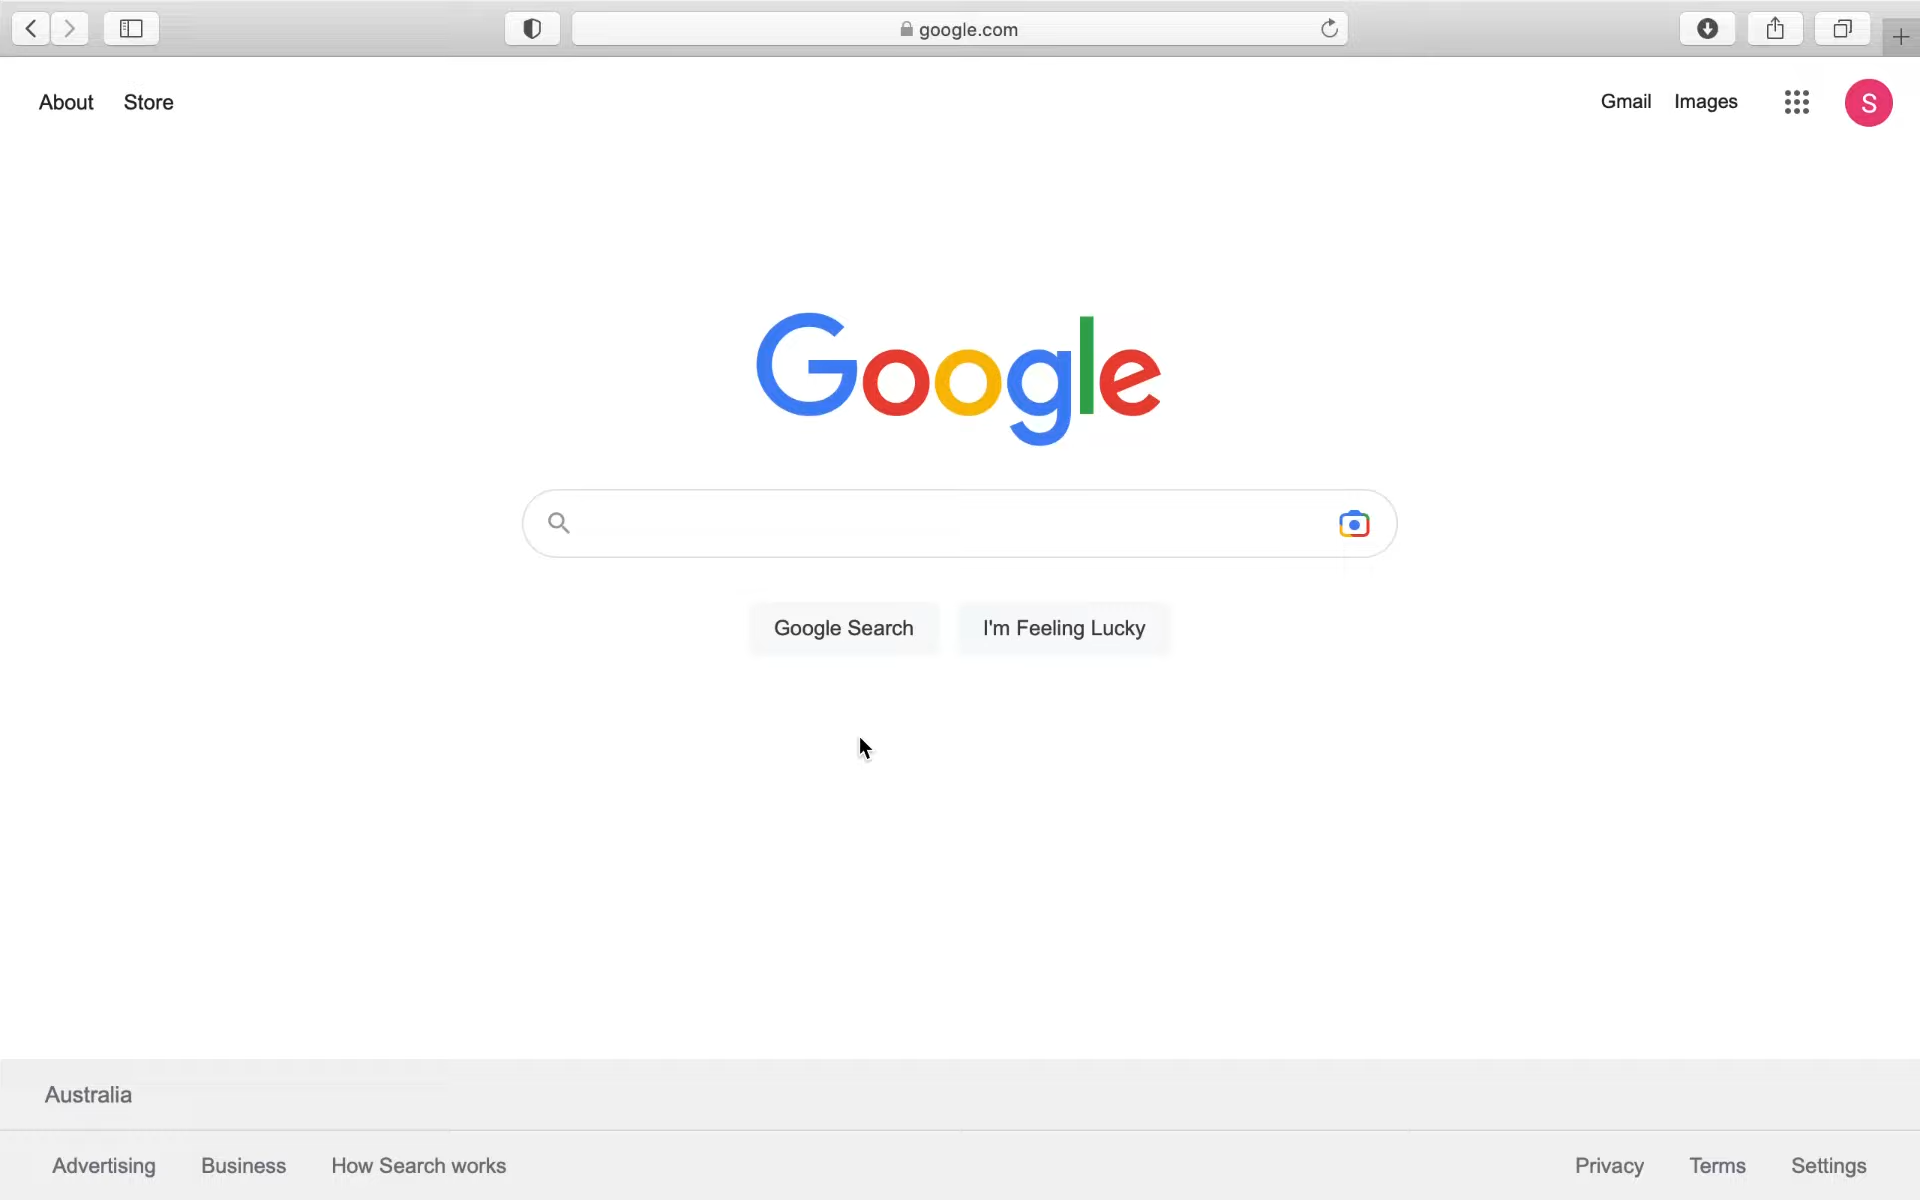 google.com
About Store Gmail Images S
Google
Google Search I'm Feeling Lucky
Australia
Advertising Business How Search works Privacy Terms Settings